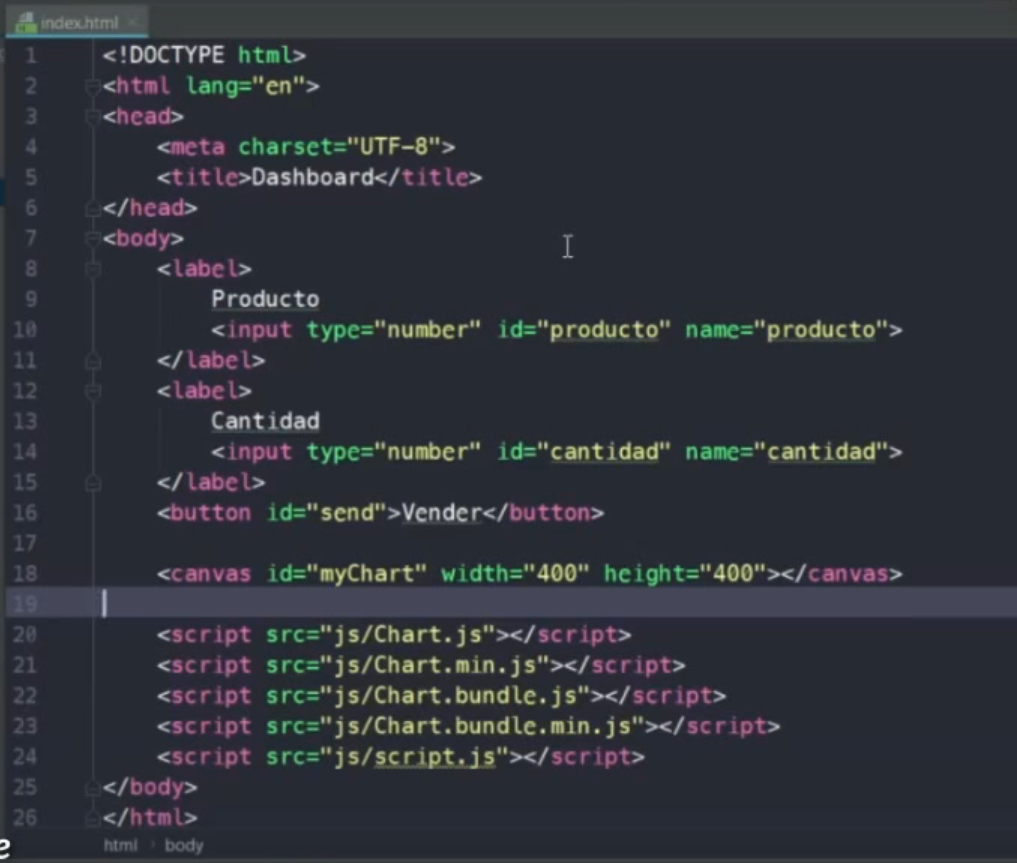 index.html
1 <!DOCTYPE html>
2 <html lang="en">
3 <head>
4 <meta charset="UTF-8">
5 <title>Dashboard</title>
6 </head>
7 <body>
8 <label>
9 Producto
10 <input type="number" id="producto" name="producto">
11 </label>
12 <label>
13 Cantidad
14 <input type="number" id="cantidad" name="cantidad">
15 </label>
16 <button id="send">Vender</button>
17
18 <canvas id="myChart" width="400" height="400"></canvas>
19
20 <script src="js/Chart.js"></script>
21 <script src="js/Chart.min.js"></script>
22 <script src="js/Chart.bundle.js"></script>
23 <script src="js/Chart.bundle.min.js"></script>
24 <script src="js/script.js"></script>
25 </body>
26 </html>
e
html body